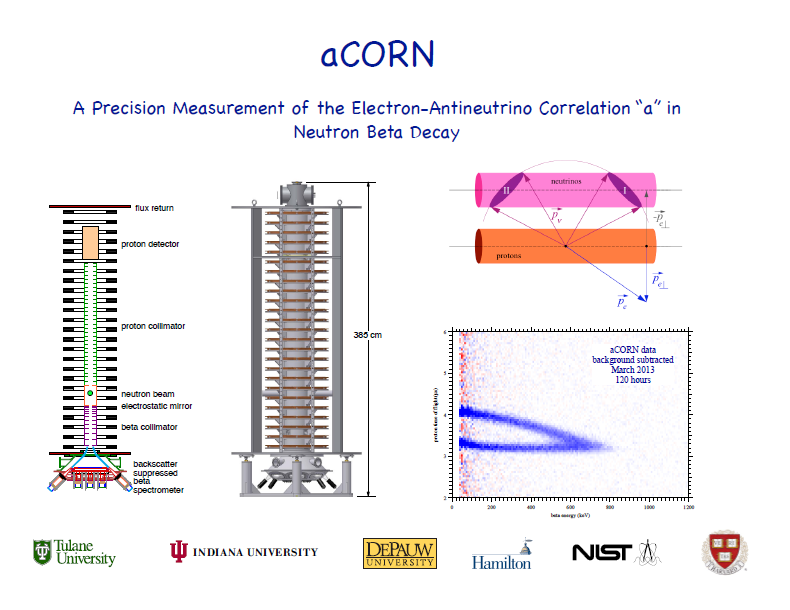 aCORN
A Precision Measurement of the Electron-Antineutrino Correlation "a" in
Neutron Beta Decay
flux return
proton detector
proton collimator
neutron beam
electrostatic mirror
beta collimator
backscatter
suppressed
beta
spectrometer
385 cm
neutrinos
II
I
p⃗ν
-p⃗e⊥
protons
p⃗e⊥
p⃗e
aCORN data
background subtracted
March 2013
120 hours
6
5
4
3
2
0 200 400 600 800 1000 1200
beta energy (keV)
Tulane
University
INDIANA UNIVERSITY
DEPAUW
UNIVERSITY
Hamilton
NIST
HARVARD